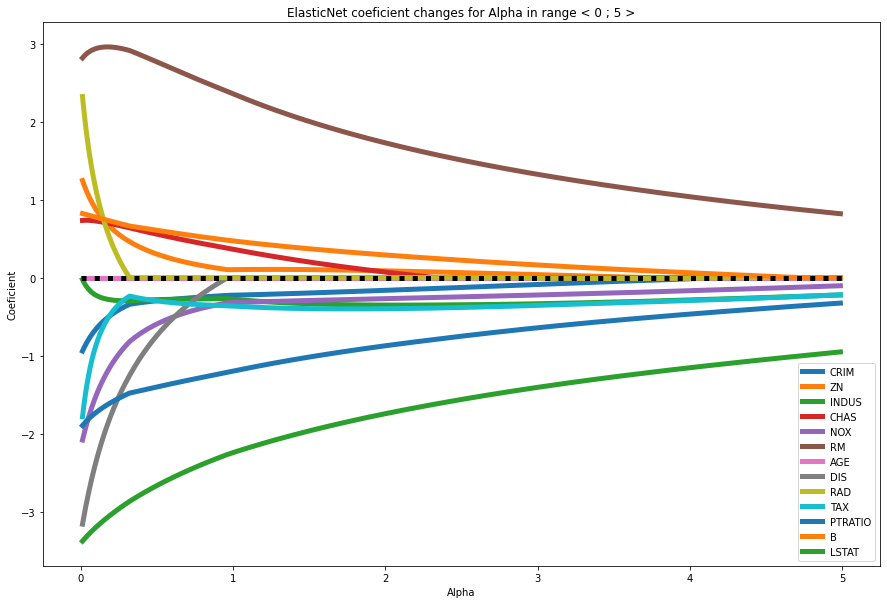 ElasticNet coeficient changes for Alpha in range < 0 ; 5 >
3
2
1
0
−1
−2
−3
Coeficient
0 1 2 3 4 5
Alpha
CRIM
ZN
INDUS
CHAS
NOX
RM
AGE
DIS
RAD
TAX
PTRATIO
B
LSTAT